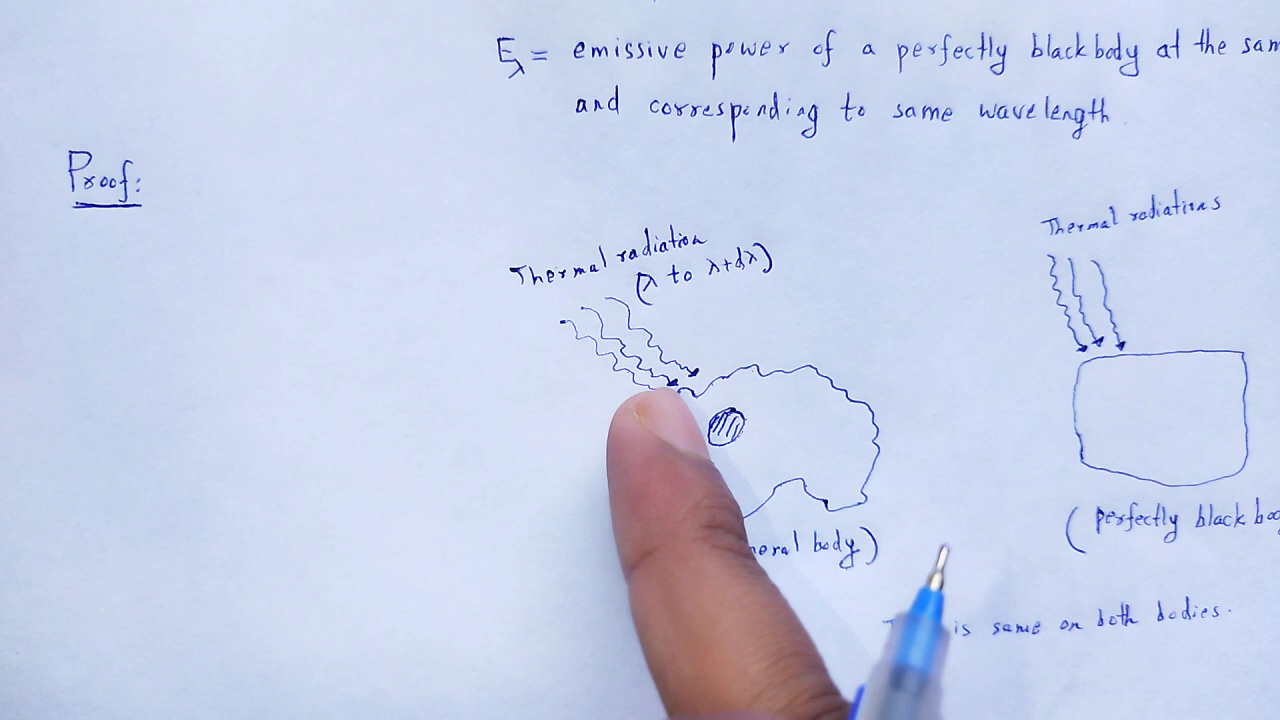 Eλ = emissive power of a perfectly blackbody at the
and corresponding to same wavelength
Proof:
Thermal radiation
(λ to λ+dλ)
Thermal radiations
body)
(perfectly black
is same on both bodies.